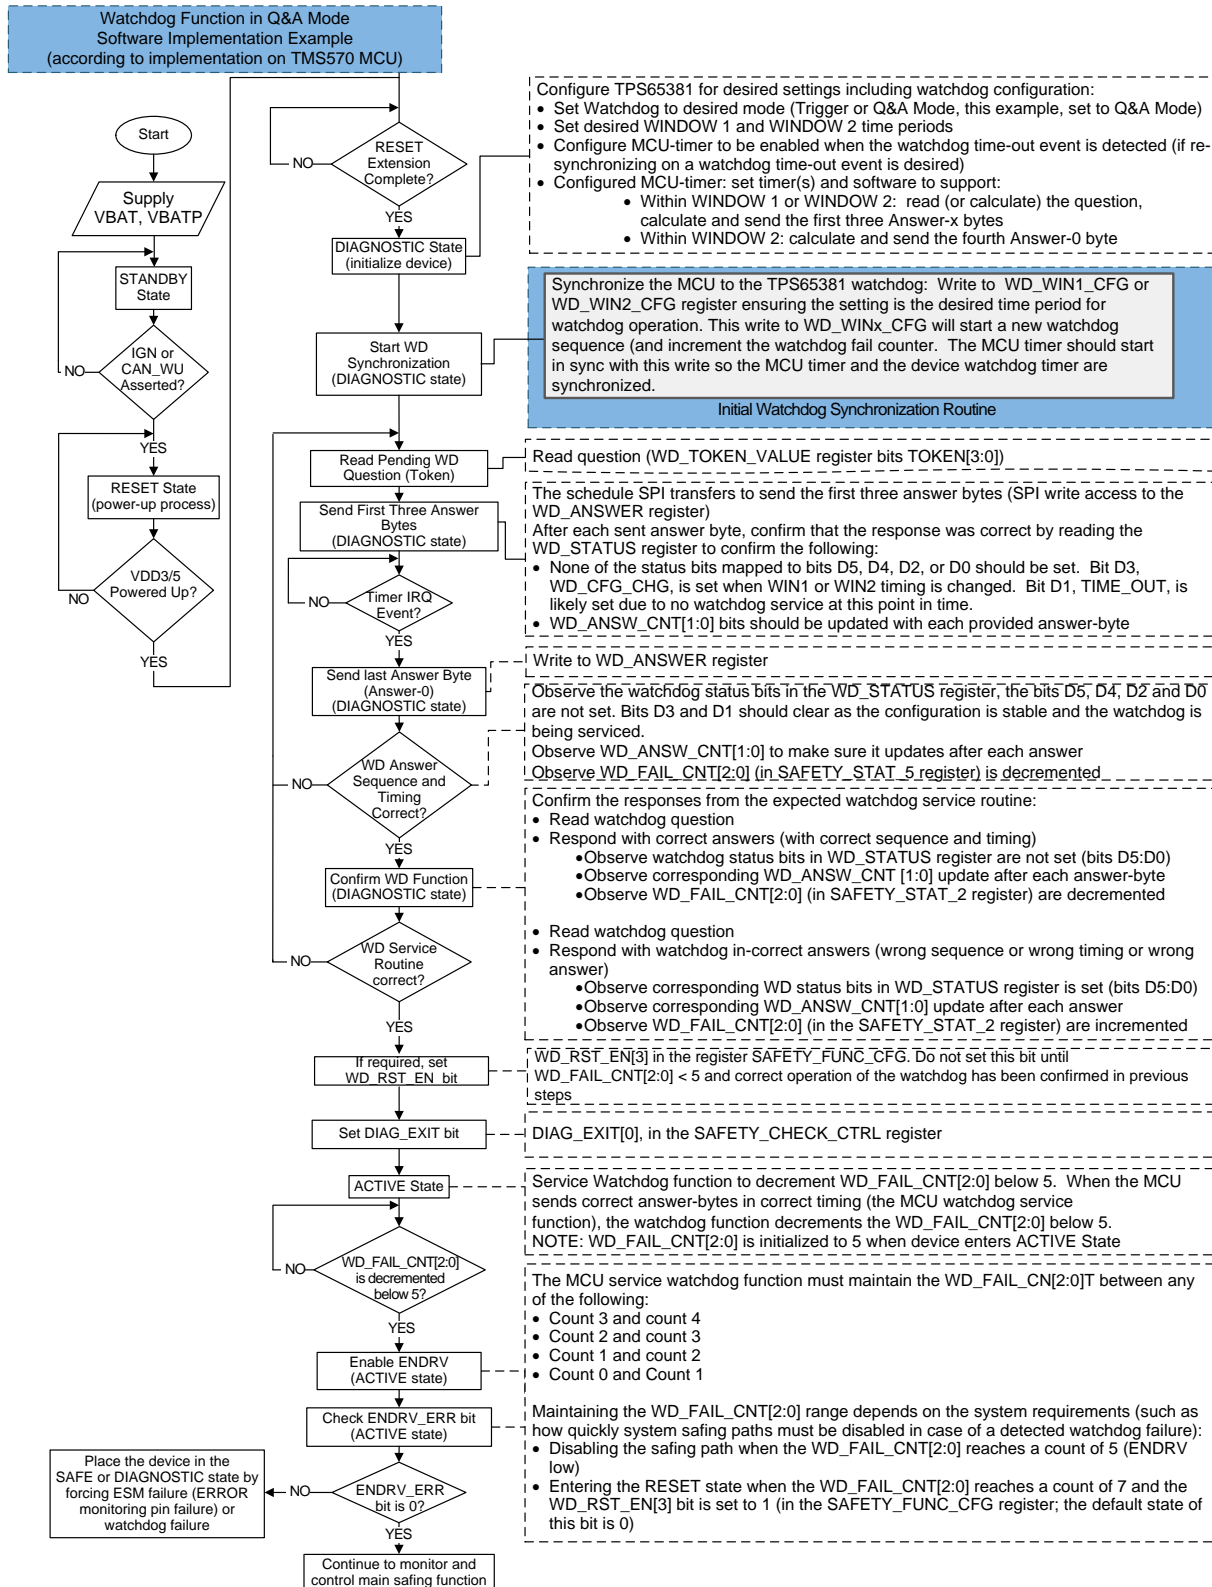 Watchdog Function in Q&A Mode
Software Implementation Example
(according to implementation on TMS570 MCU)
Start
Supply
VBAT, VBATP
STANDBY
State
IGN or
CAN_WU
Asserted?
NO
YES
RESET State
(power-up process)
VDD3/5
Powered Up?
NO
YES
RESET
Extension
Complete?
NO
YES
DIAGNOSTIC State
(initialize device)
Configure TPS65381 for desired settings including watchdog configuration:
• Set Watchdog to desired mode (Trigger or Q&A Mode, this example, set to Q&A Mode)
• Set desired WINDOW 1 and WINDOW 2 time periods
• Configure MCU-timer to be enabled when the watchdog time-out event is detected (if re-
synchronizing on a watchdog time-out event is desired)
• Configured MCU-timer: set timer(s) and software to support:
• Within WINDOW 1 or WINDOW 2: read (or calculate) the question,
calculate and send the first three Answer-x bytes
• Within WINDOW 2: calculate and send the fourth Answer-0 byte
Start WD
Synchronization
(DIAGNOSTIC state)
Synchronize the MCU to the TPS65381 watchdog: Write to WD_WIN1_CFG or
WD_WIN2_CFG register ensuring the setting is the desired time period for
watchdog operation. This write to WD_WINx_CFG will start a new watchdog
sequence (and increment the watchdog fail counter. The MCU timer should start
in sync with this write so the MCU timer and the device watchdog timer are
synchronized.
Initial Watchdog Synchronization Routine
Read Pending WD
Question (Token)
Read question (WD_TOKEN_VALUE register bits TOKEN[3:0])
Send First Three Answer
Bytes
(DIAGNOSTIC state)
The schedule SPI transfers to send the first three answer bytes (SPI write access to the
WD_ANSWER register)
After each sent answer byte, confirm that the response was correct by reading the
WD_STATUS register to confirm the following:
• None of the status bits mapped to bits D5, D4, D2, or D0 should be set. Bit D3,
WD_CFG_CHG, is set when WIN1 or WIN2 timing is changed. Bit D1, TIME_OUT, is
likely set due to no watchdog service at this point in time.
• WD_ANSW_CNT[1:0] bits should be updated with each provided answer-byte
Timer IRQ
Event?
NO
YES
Send last Answer Byte
(Answer-0)
(DIAGNOSTIC state)
Write to WD_ANSWER register
Observe the watchdog status bits in the WD_STATUS register, the bits D5, D4, D2 and D0
are not set. Bits D3 and D1 should clear as the configuration is stable and the watchdog is
being serviced.
Observe WD_ANSW_CNT[1:0] to make sure it updates after each answer
Observe WD_FAIL_CNT[2:0] (in SAFETY_STAT_5 register) is decremented
WD Answer
Sequence and
Timing
Correct?
NO
YES
Confirm WD Function
(DIAGNOSTIC state)
Confirm the responses from the expected watchdog service routine:
• Read watchdog question
• Respond with correct answers (with correct sequence and timing)
•Observe watchdog status bits in WD_STATUS register are not set (bits D5:D0)
•Observe corresponding WD_ANSW_CNT [1:0] update after each answer-byte
•Observe WD_FAIL_CNT[2:0] (in SAFETY_STAT_2 register) are decremented
• Read watchdog question
• Respond with watchdog in-correct answers (wrong sequence or wrong timing or wrong
answer)
•Observe corresponding WD status bits in WD_STATUS register is set (bits D5:D0)
•Observe corresponding WD_ANSW_CNT[1:0] update after each answer
•Observe WD_FAIL_CNT[2:0] (in the SAFETY_STAT_2 register) are incremented
WD Service
Routine
correct?
NO
YES
If required, set
WD_RST_EN bit
WD_RST_EN[3] in the register SAFETY_FUNC_CFG. Do not set this bit until
WD_FAIL_CNT[2:0] < 5 and correct operation of the watchdog has been confirmed in previous
steps
Set DIAG_EXIT bit
DIAG_EXIT[0], in the SAFETY_CHECK_CTRL register
ACTIVE State
Service Watchdog function to decrement WD_FAIL_CNT[2:0] below 5. When the MCU
sends correct answer-bytes in correct timing (the MCU watchdog service
function), the watchdog function decrements the WD_FAIL_CNT[2:0] below 5.
NOTE: WD_FAIL_CNT[2:0] is initialized to 5 when device enters ACTIVE State
WD_FAIL_CNT[2:0]
is decremented
below 5?
NO
YES
Enable ENDRV
(ACTIVE state)
The MCU service watchdog function must maintain the WD_FAIL_CN[2:0]T between any
of the following:
• Count 3 and count 4
• Count 2 and count 3
• Count 1 and count 2
• Count 0 and Count 1
Maintaining the WD_FAIL_CNT[2:0] range depends on the system requirements (such as
how quickly system safing paths must be disabled in case of a detected watchdog failure):
• Disabling the safing path when the WD_FAIL_CNT[2:0] reaches a count of 5 (ENDRV
low)
• Entering the RESET state when the WD_FAIL_CNT[2:0] reaches a count of 7 and the
WD_RST_EN[3] bit is set to 1 (in the SAFETY_FUNC_CFG register; the default state of
this bit is 0)
Check ENDRV_ERR bit
(ACTIVE state)
ENDRV_ERR
bit is 0?
NO
Place the device in the
SAFE or DIAGNOSTIC state by
forcing ESM failure (ERROR
monitoring pin failure) or
watchdog failure
YES
Continue to monitor and
control main safing function